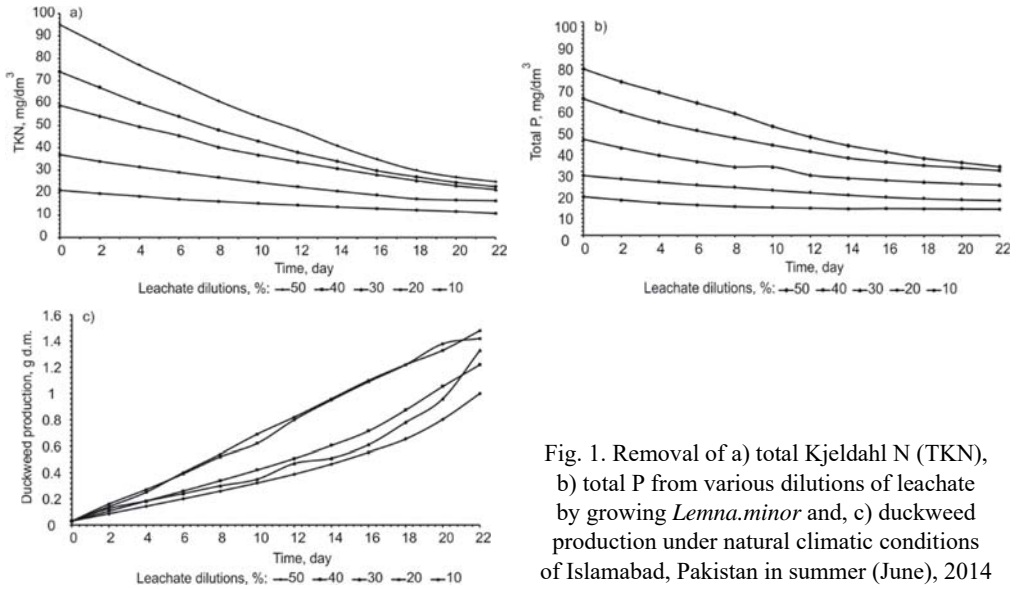 a)
100
90
80
70
60
50
40
30
20
10
0
TKN, mg/dm³
0 2 4 6 8 10 12 14 16 18 20 22
Time, day
Leachate dilutions, %: 50 40 30 20 10
b)
100
90
80
70
60
50
40
30
20
10
0
Total P, mg/dm³
0 2 4 6 8 10 12 14 16 18 20 22
Time, day
Leachate dilutions, %: 50 40 30 20 10
c)
1.6
1.4
1.2
1
0.8
0.6
0.4
0.2
0
Duckweed production, g d.m.
0 2 4 6 8 10 12 14 16 18 20 22
Time, day
Leachate dilutions, %: 50 40 30 20 10
Fig. 1. Removal of a) total Kjeldahl N (TKN),
b) total P from various dilutions of leachate
by growing Lemna.minor and, c) duckweed
production under natural climatic conditions
of Islamabad, Pakistan in summer (June), 2014